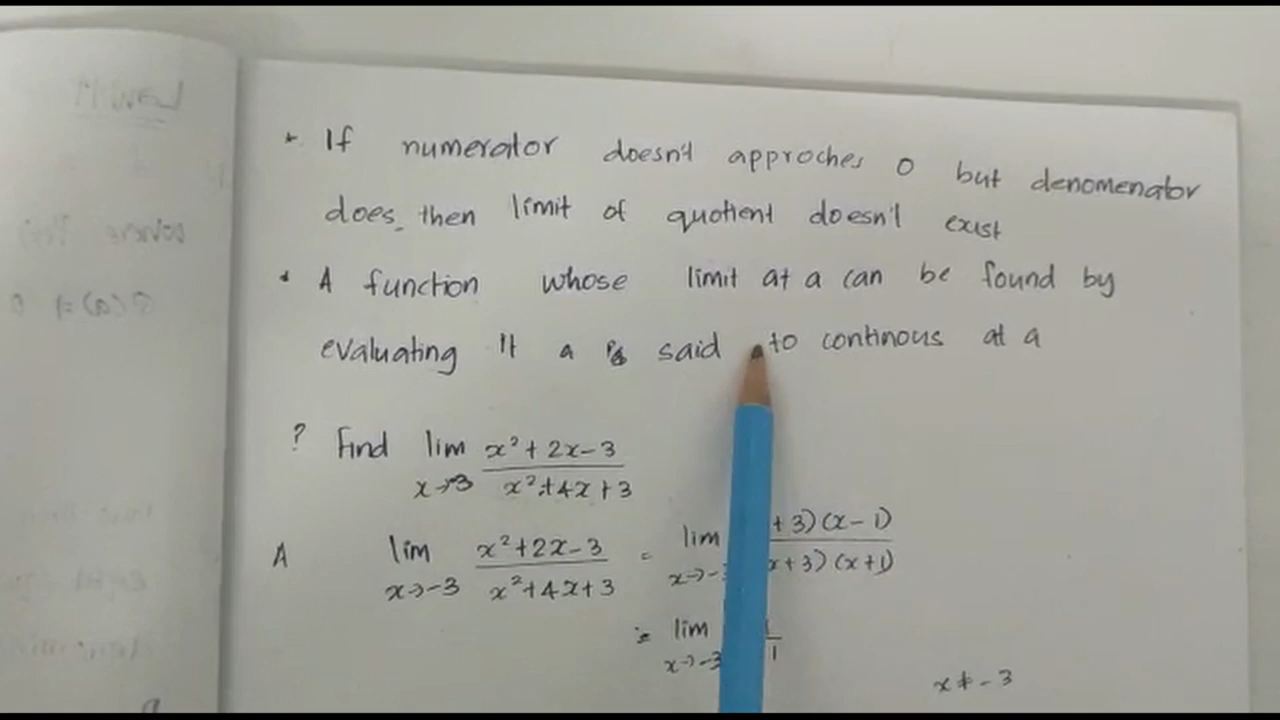 * If numerator doesn't approches 0 but denomenator
does, then limit of quotient doesn't exist
* A function whose limit at a can be found by
evaluating it a is said to continous at a
? Find lim x→-3 x²+2x-3 / x²+4x+3
A lim x→-3 x²+2x-3 / x²+4x+3 = lim x→-3 +3)(x-1) / x+3)(x+1)
= lim x→-3
x ≠ -3